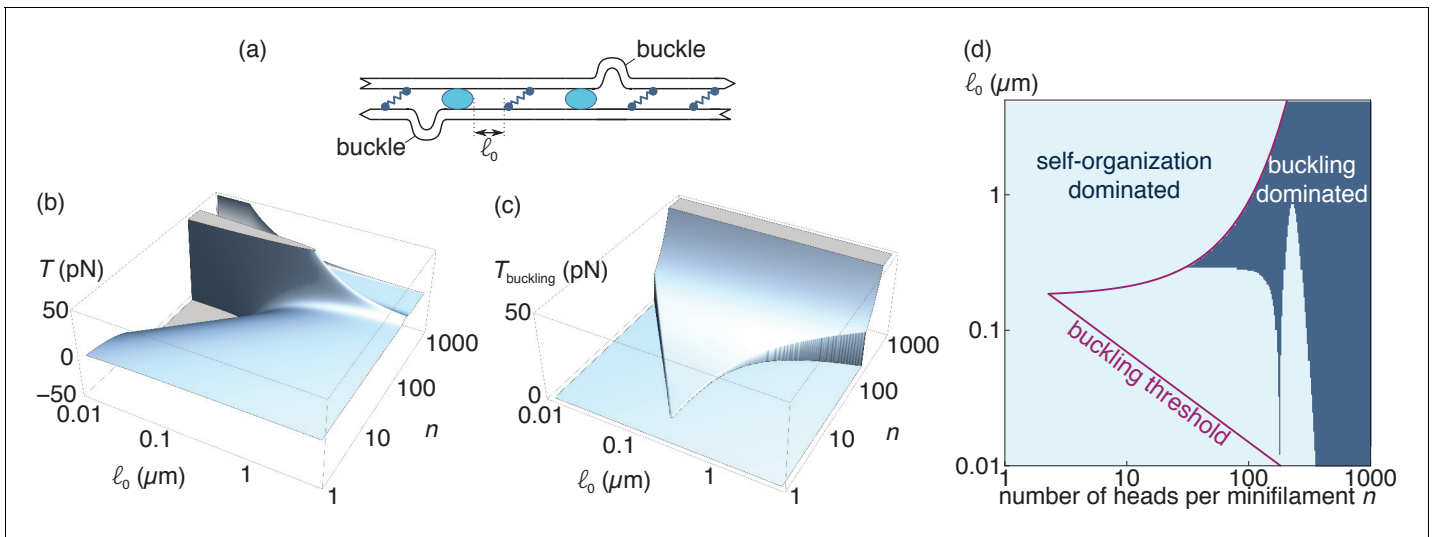 (a)
buckle
buckle
ℓ₀
(b)
T (pN)
50
0
−50
0.01
0.1
1
ℓ₀ (µm)
1
10
100
1000
n
(c)
T_buckling (pN)
50
0
0.01
0.1
1
ℓ₀ (µm)
1
10
100
1000
n
(d)
ℓ₀ (µm)
1
0.1
0.01
self-organization
dominated
buckling
dominated
buckling threshold
1
10
100
1000
number of heads per minifilament n